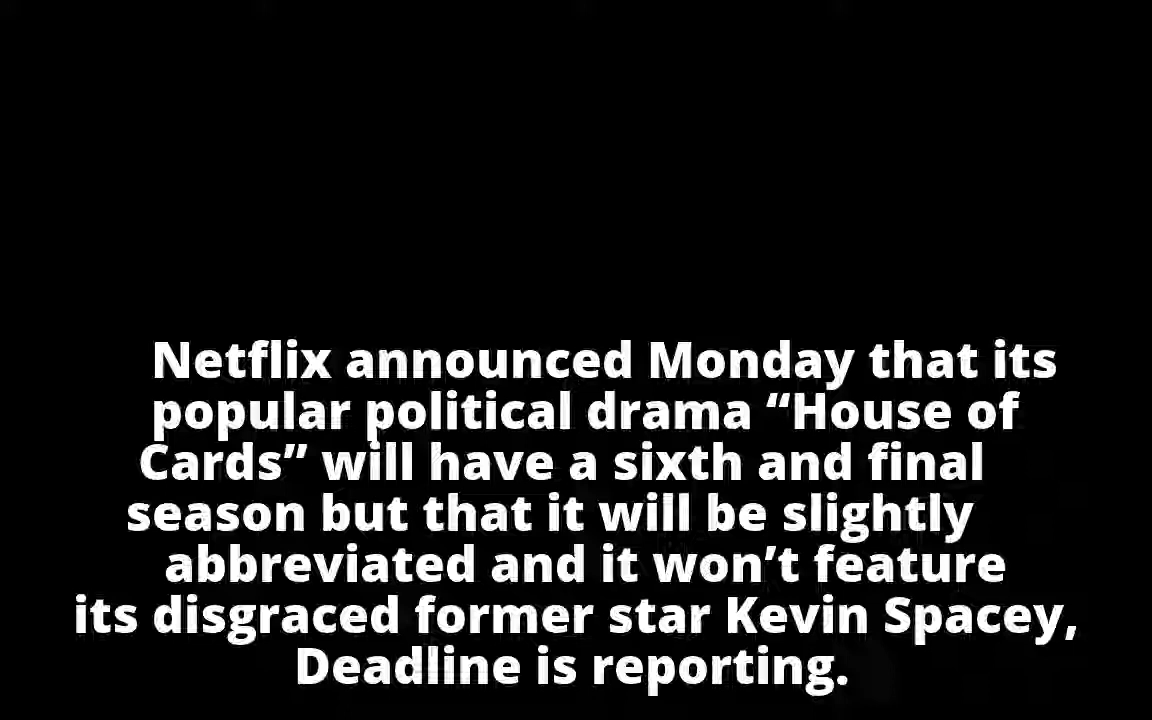 Netflix announced Monday that its
popular political drama “House of
Cards” will have a sixth and final
season but that it will be slightly
abbreviated and it won’t feature
its disgraced former star Kevin Spacey,
Deadline is reporting.